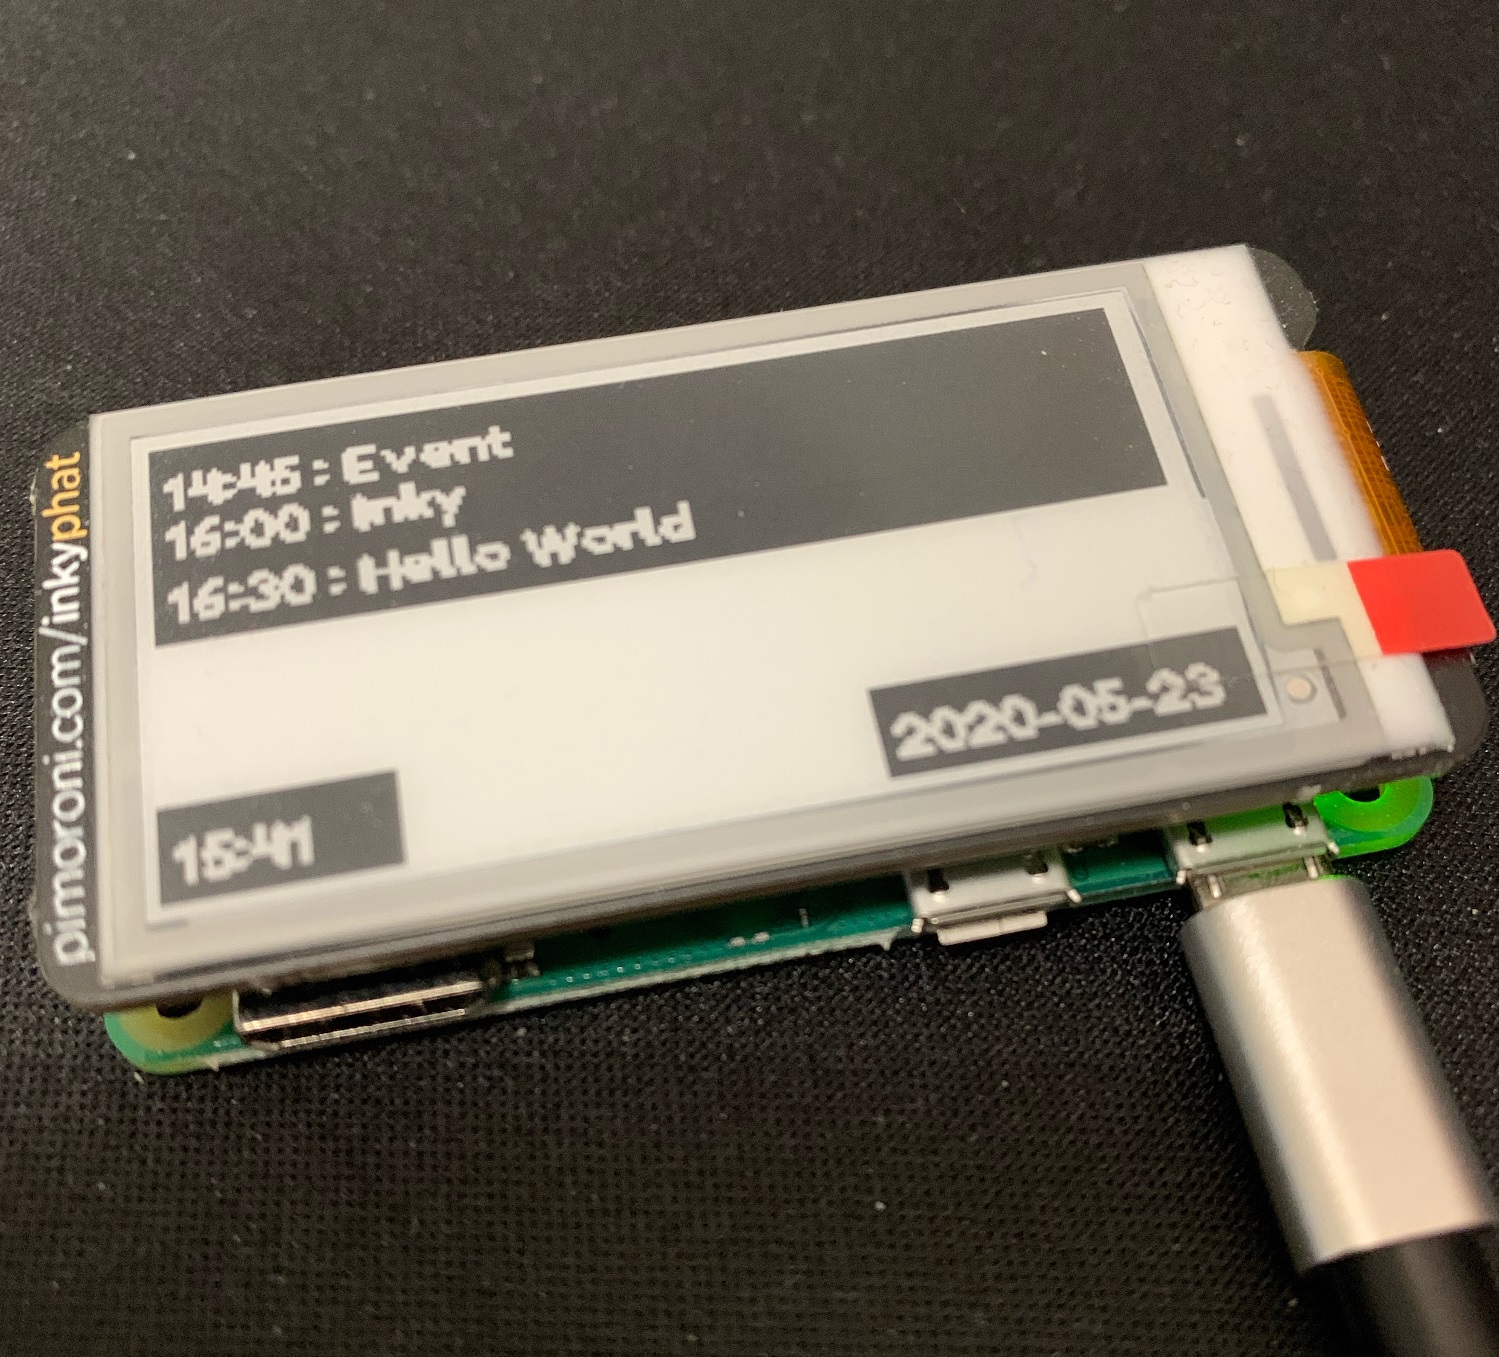 14:45 : Event
16:00 : Inky
16:30 : Hello World
2020-05-23
15:41
pimoroni.com/inkyphat